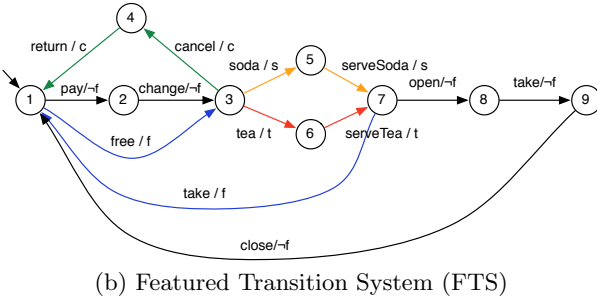 4
return / c
cancel / c
soda / s
5
serveSoda / s
pay/¬f
change/¬f
open/¬f
take/¬f
1
2
3
7
8
9
free / f
tea / t
6
serveTea / t
take / f
close/¬f
(b) Featured Transition System (FTS)